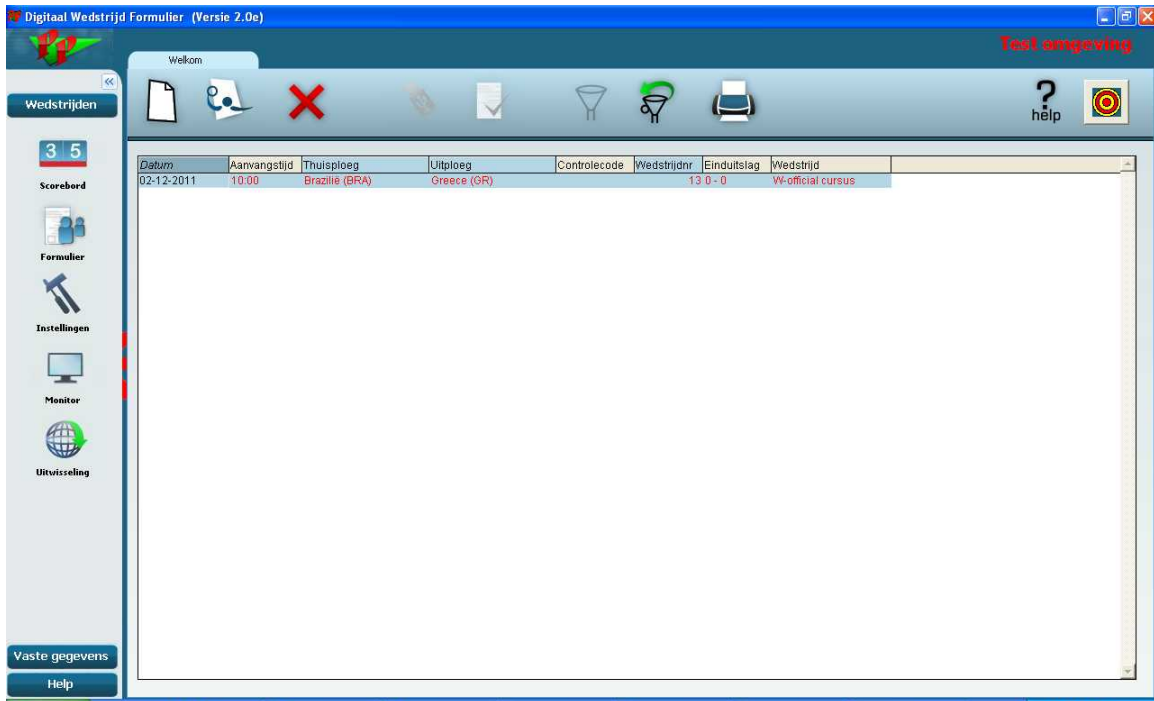 Digitaal Wedstrijd Formulier (Versie 2.0e)
Test omgeving
Welkom
Wedstrijden
help
3 5
Scorebord
Formulier
Instellingen
Monitor
Uitwisseling
Vaste gegevens
Help
Datum Aanvangstijd Thuisploeg Uitploeg Controlecode Wedstrijdnr Einduitslag Wedstrijd
02-12-2011 10:00 Brazilië (BRA) Greece (GR) 13 0 - 0 W-official cursus